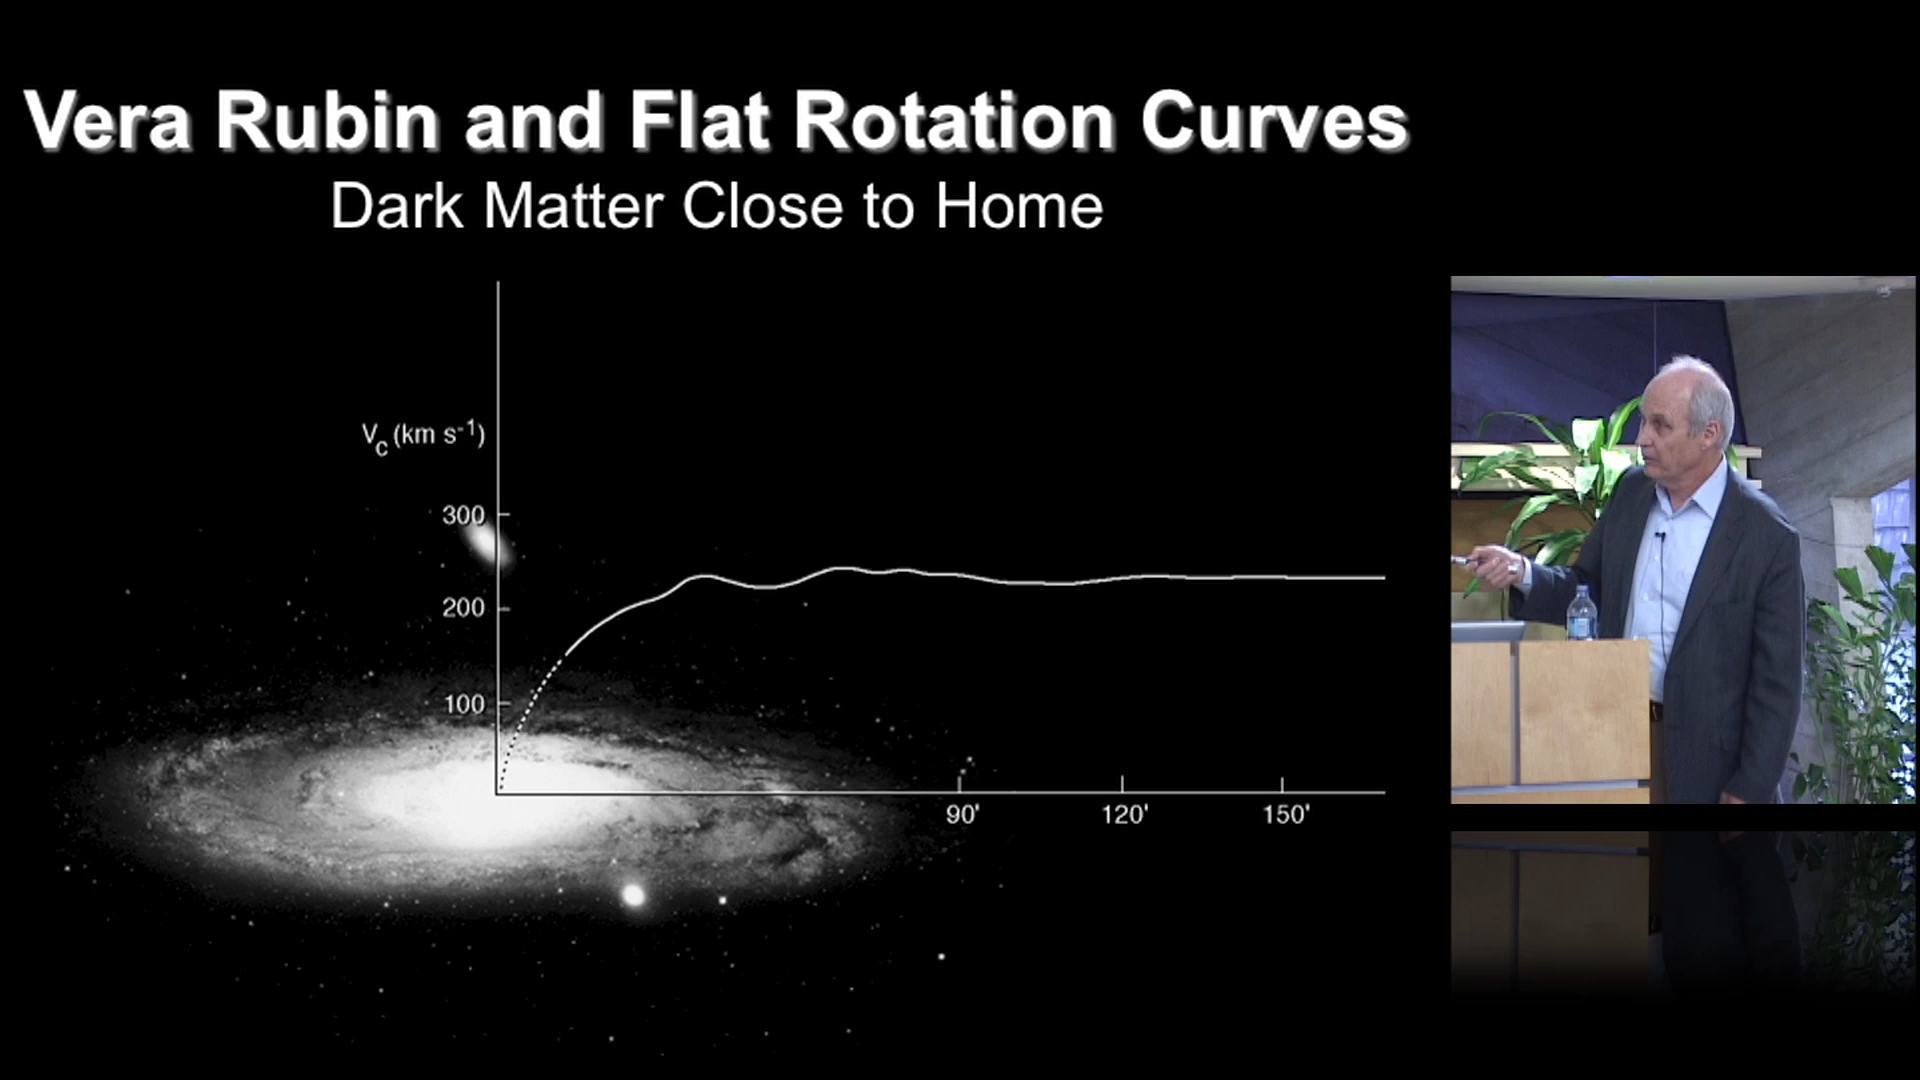 Vera Rubin and Flat Rotation Curves
Dark Matter Close to Home
Vc (km s-1)
300
200
100
90' 120' 150'